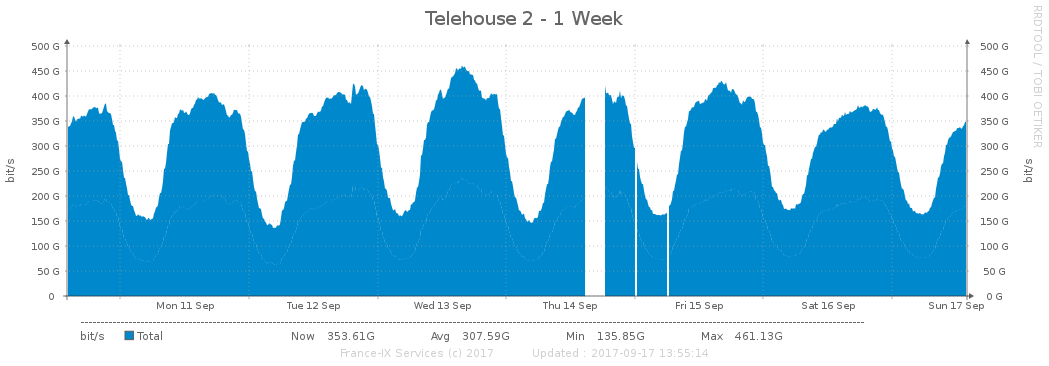 Telehouse 2 - 1 Week
RRDTOOL / TOBI OETIKER
500 G 500 G
450 G 450 G
400 G 400 G
350 G 350 G
300 G 300 G
250 G 250 G
200 G 200 G
150 G 150 G
100 G 100 G
50 G 50 G
0 0 G
bit/s bit/s
Mon 11 Sep Tue 12 Sep Wed 13 Sep Thu 14 Sep Fri 15 Sep Sat 16 Sep Sun 17 Sep
bit/s Total Now 353.61G Avg 307.59G Min 135.85G Max 461.13G
France-IX Services (c) 2017 Updated : 2017-09-17 13:55:14